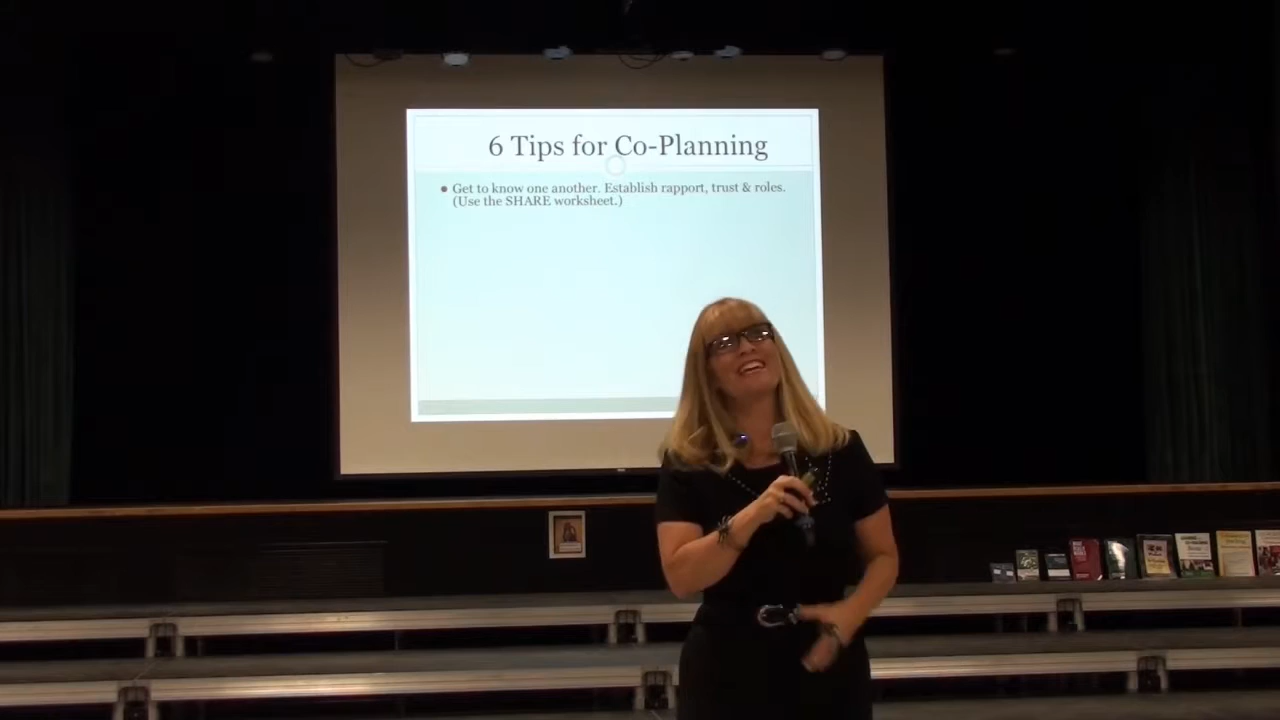 6 Tips for Co-Planning
Get to know one another. Establish rapport, trust & roles.
(Use the SHARE worksheet.)